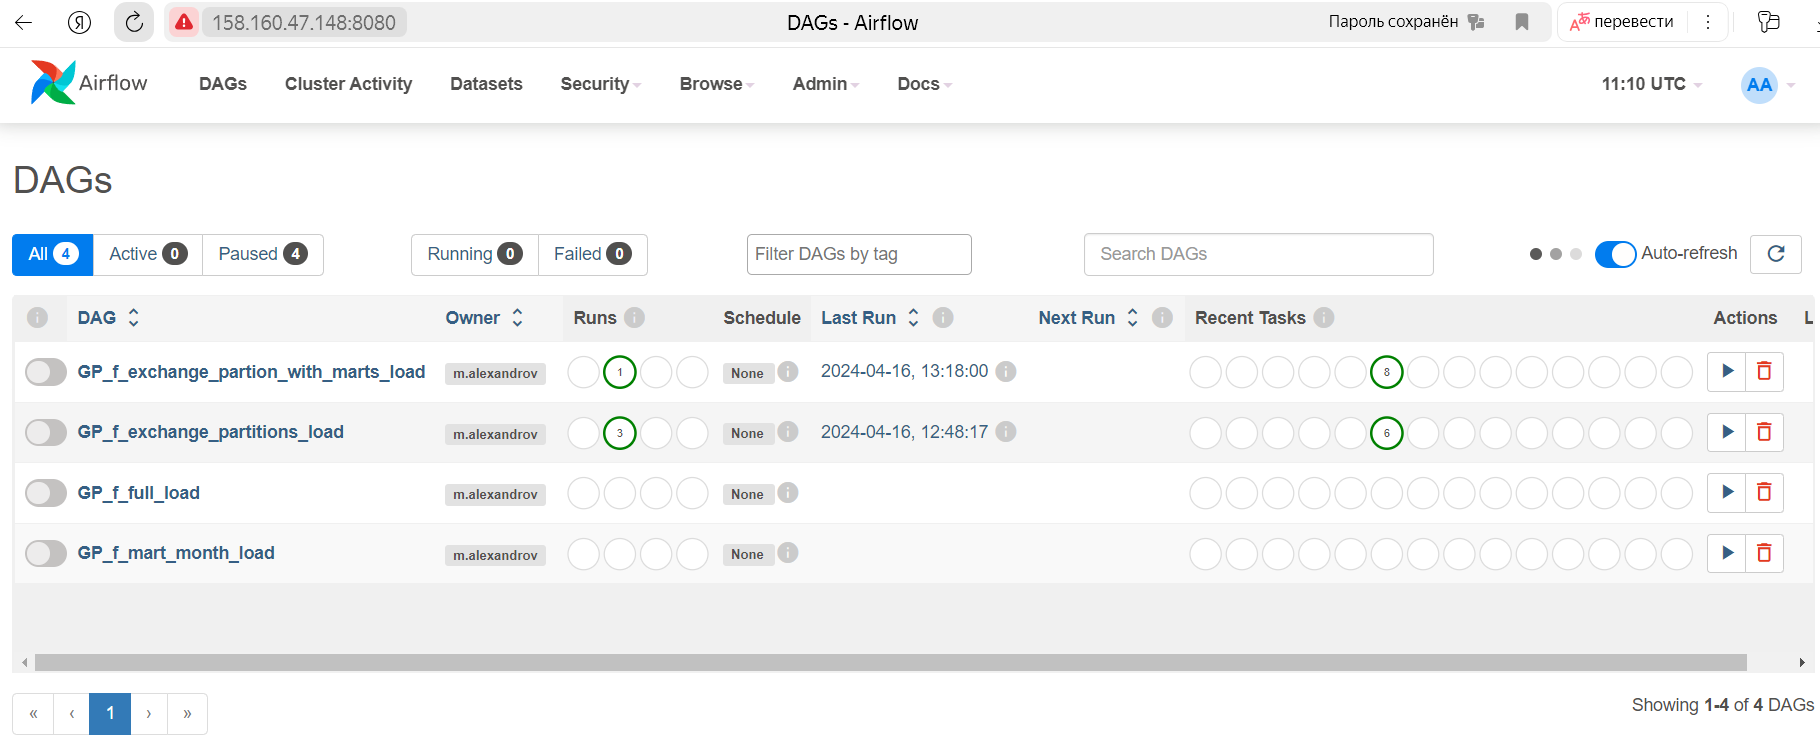 Я 158.160.47.148:8080 DAGs - Airflow Пароль сохранён перевести
Airflow DAGs Cluster Activity Datasets Security Browse Admin Docs 11:10 UTC AA
DAGs
All 4 Active 0 Paused 4 Running 0 Failed 0 Filter DAGs by tag Search DAGs Auto-refresh
DAG Owner Runs Schedule Last Run Next Run Recent Tasks Actions L
GP_f_exchange_partion_with_marts_load m.alexandrov 1 None 2024-04-16, 13:18:00 8
GP_f_exchange_partitions_load m.alexandrov 3 None 2024-04-16, 12:48:17 6
GP_f_full_load m.alexandrov None
GP_f_mart_month_load m.alexandrov None
« ‹ 1 › »
Showing 1-4 of 4 DAGs